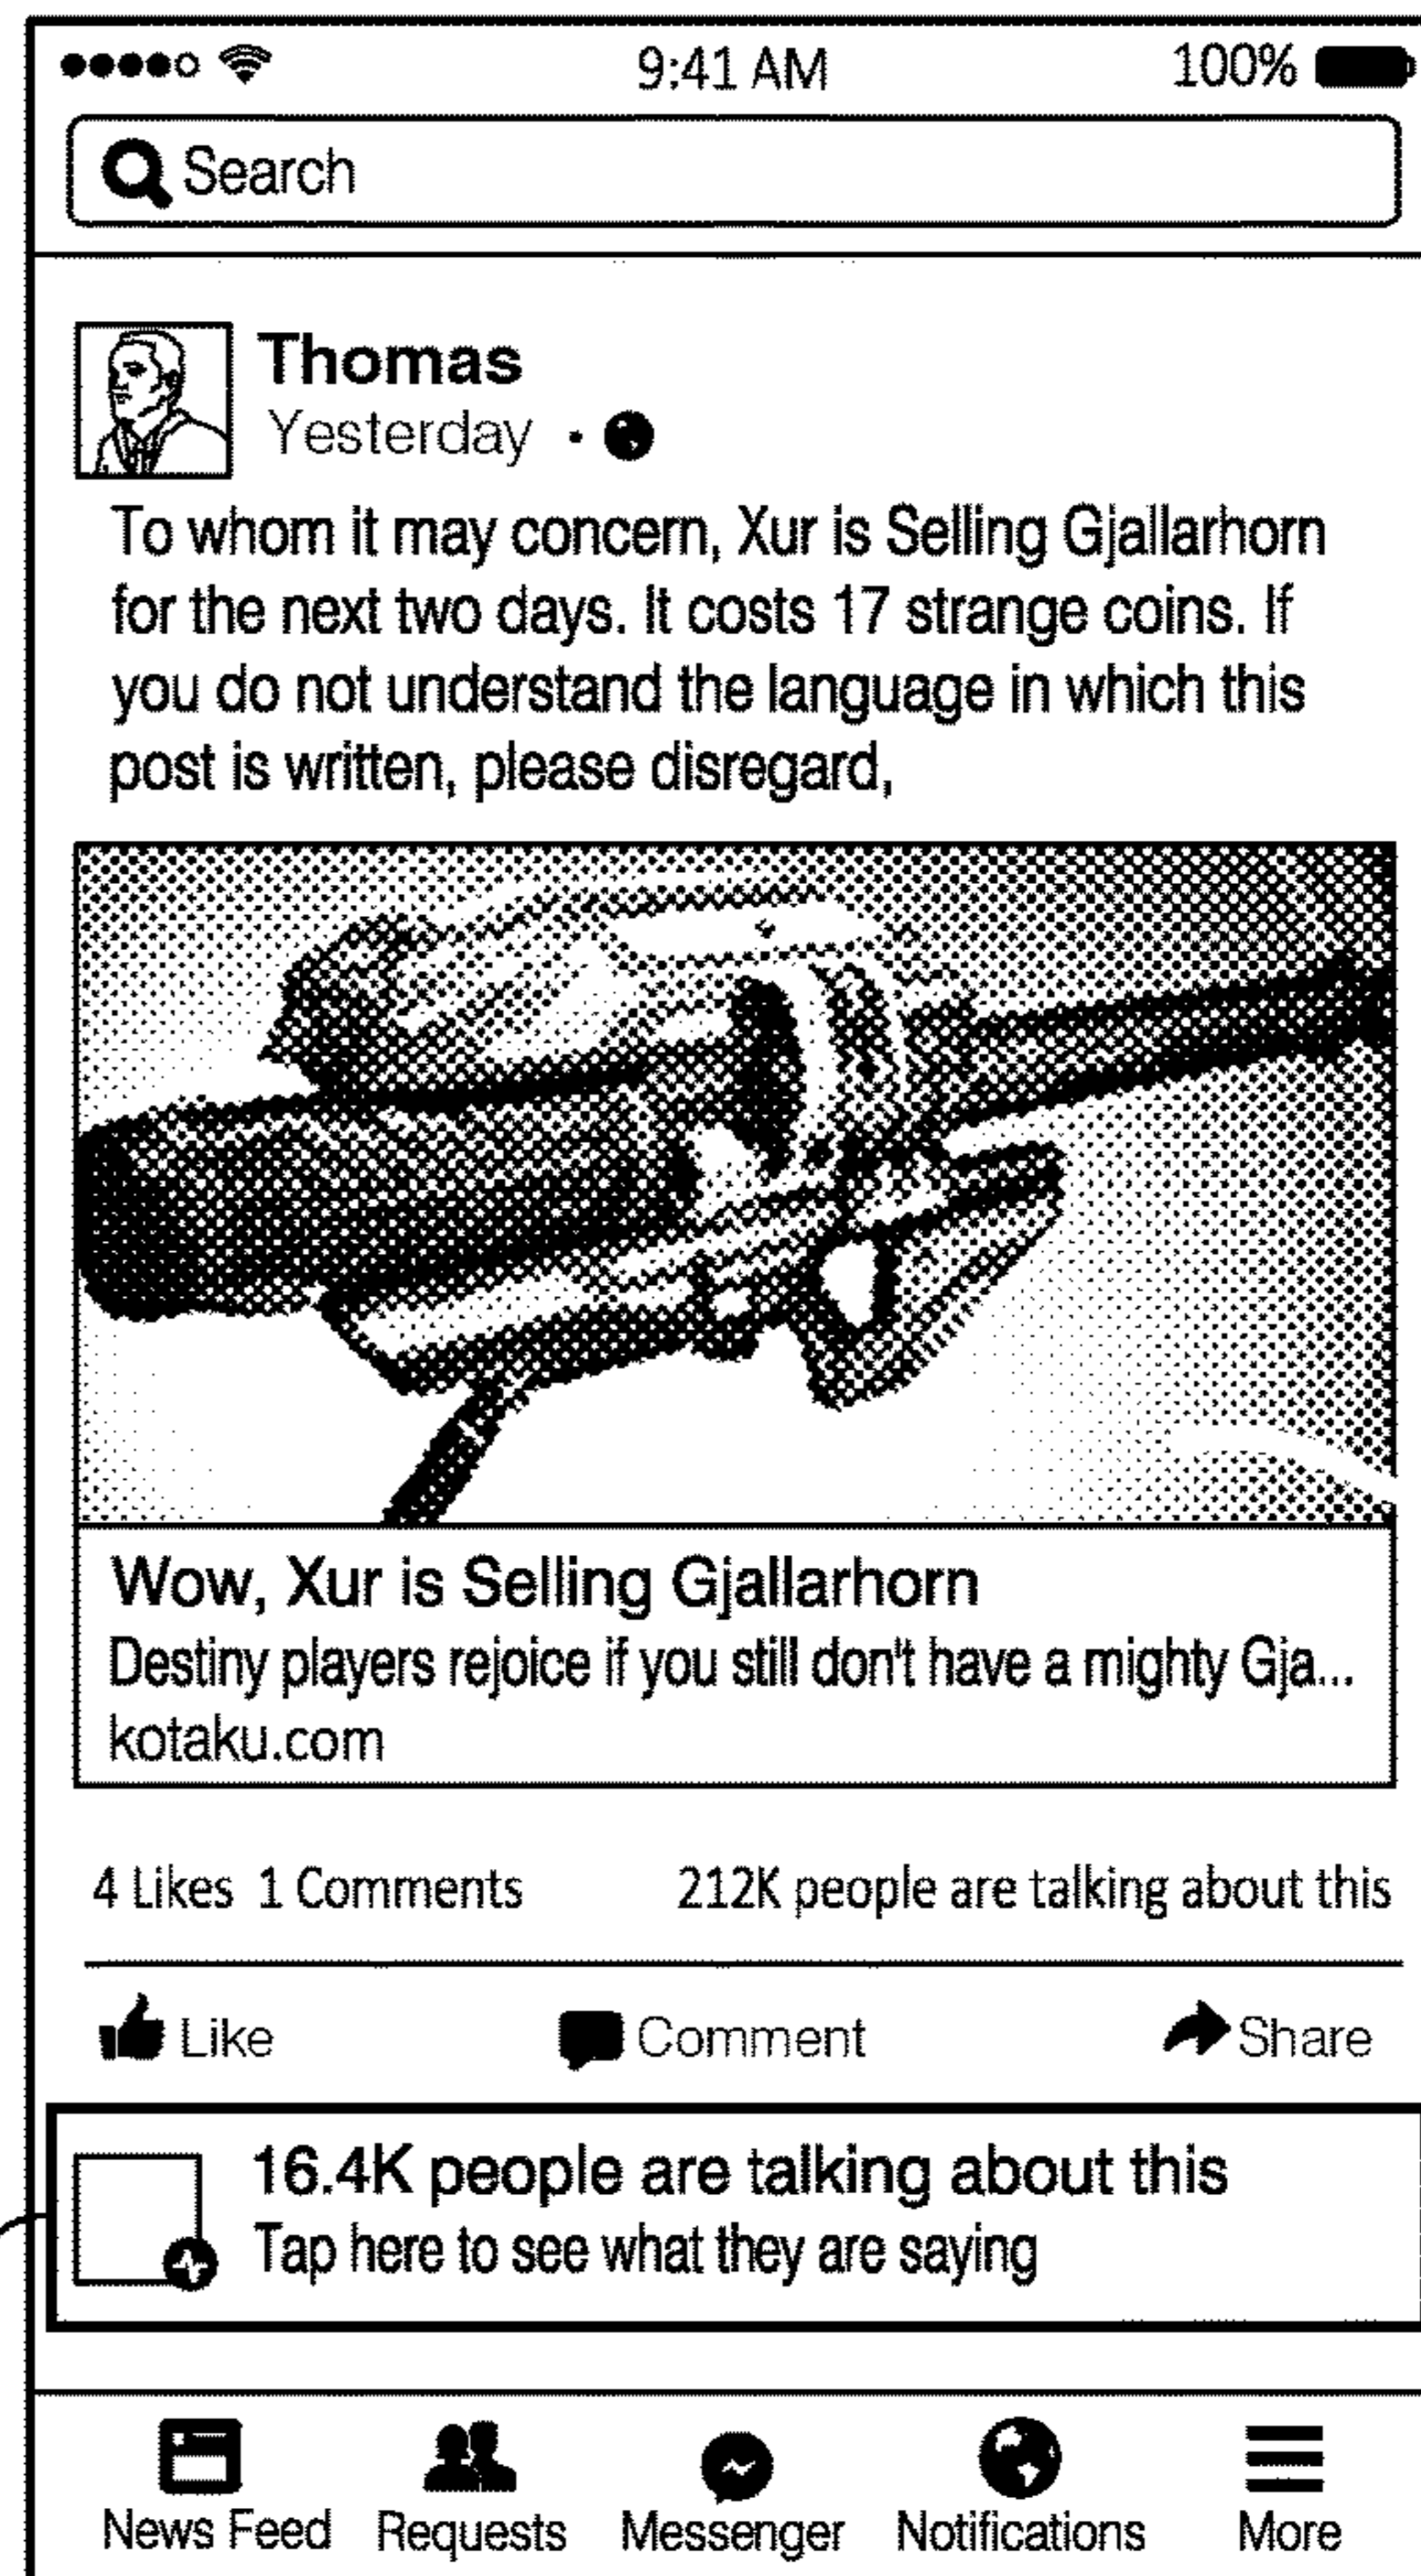 9:41 AM 100%
Search
Thomas
Yesterday ·
To whom it may concern, Xur is Selling Gjallarhorn
for the next two days. It costs 17 strange coins. If
you do not understand the language in which this
post is written, please disregard,
Wow, Xur is Selling Gjallarhorn
Destiny players rejoice if you still don't have a mighty Gja...
kotaku.com
4 Likes 1 Comments 212K people are talking about this
Like Comment Share
16.4K people are talking about this
Tap here to see what they are saying
News Feed Requests Messenger Notifications More